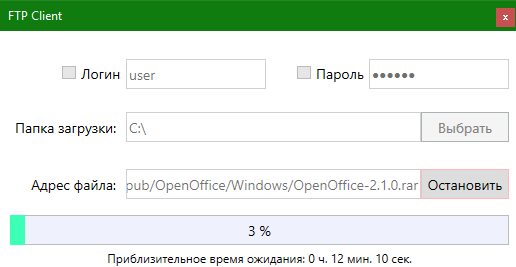 FTP Client x
Логин user Пароль ●●●●●●
Папка загрузки: C:\ Выбрать
Адрес файла: pub/OpenOffice/Windows/OpenOffice-2.1.0.rar Остановить
3 %
Приблизительное время ожидания: 0 ч. 12 мин. 10 сек.